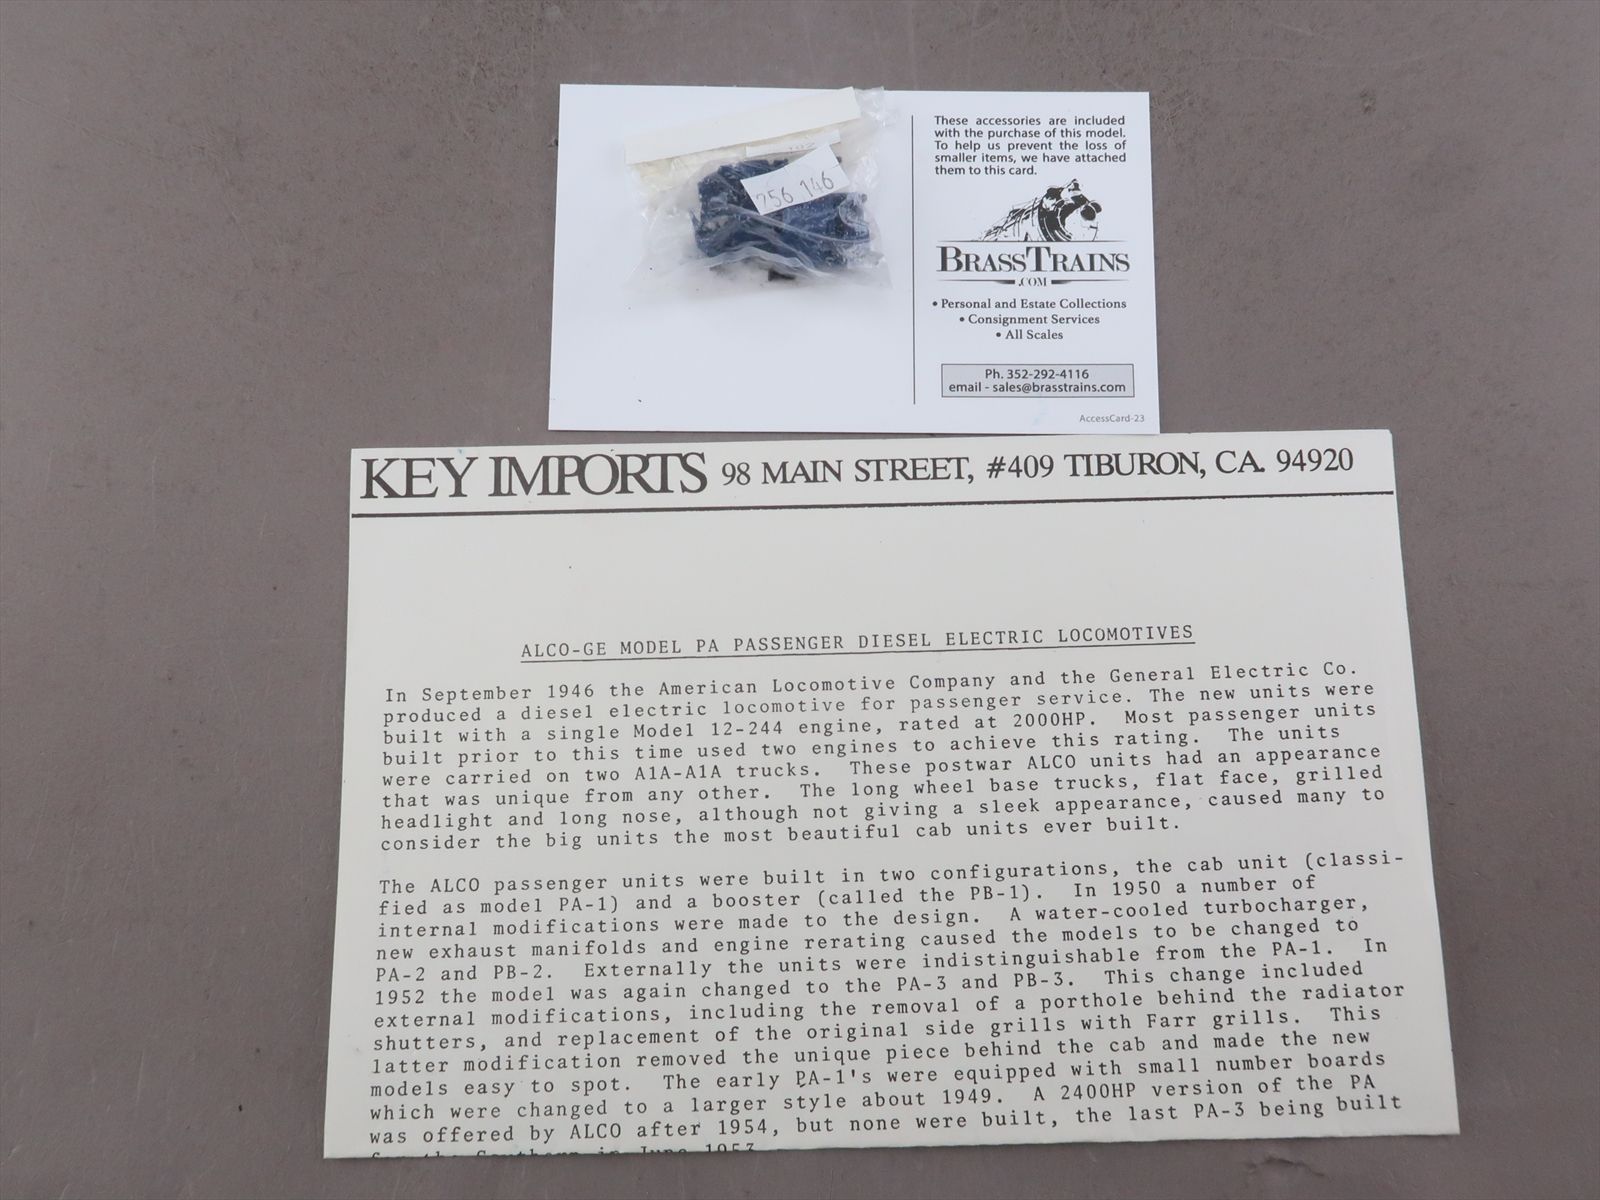 756 146
These accessories are included
with the purchase of this model.
To help us prevent the loss of
smaller items, we have attached
them to this card.
BRASSTRAINS
.COM
• Personal and Estate Collections
• Consignment Services
• All Scales
Ph. 352-292-4116
email - sales@brasstrains.com
AccessCard-23
KEY IMPORTS 98 MAIN STREET, #409 TIBURON, CA. 94920
ALCO-GE MODEL PA PASSENGER DIESEL ELECTRIC LOCOMOTIVES
In September 1946 the American Locomotive Company and the General Electric Co.
produced a diesel electric locomotive for passenger service. The new units were
built with a single Model 12-244 engine, rated at 2000HP. Most passenger units
built prior to this time used two engines to achieve this rating. The units
were carried on two A1A-A1A trucks. These postwar ALCO units had an appearance
that was unique from any other. The long wheel base trucks, flat face, grilled
headlight and long nose, although not giving a sleek appearance, caused many to
consider the big units the most beautiful cab units ever built.
The ALCO passenger units were built in two configurations, the cab unit (classi-
fied as model PA-1) and a booster (called the PB-1). In 1950 a number of
internal modifications were made to the design. A water-cooled turbocharger,
new exhaust manifolds and engine rerating caused the models to be changed to
PA-2 and PB-2. Externally the units were indistinguishable from the PA-1. In
1952 the model was again changed to the PA-3 and PB-3. This change included
external modifications, including the removal of a porthole behind the radiator
shutters, and replacement of the original side grills with Farr grills. This
latter modification removed the unique piece behind the cab and made the new
models easy to spot. The early PA-1's were equipped with small number boards
which were changed to a larger style about 1949. A 2400HP version of the PA
was offered by ALCO after 1954, but none were built, the last PA-3 being built
for the Southern in June 1953.